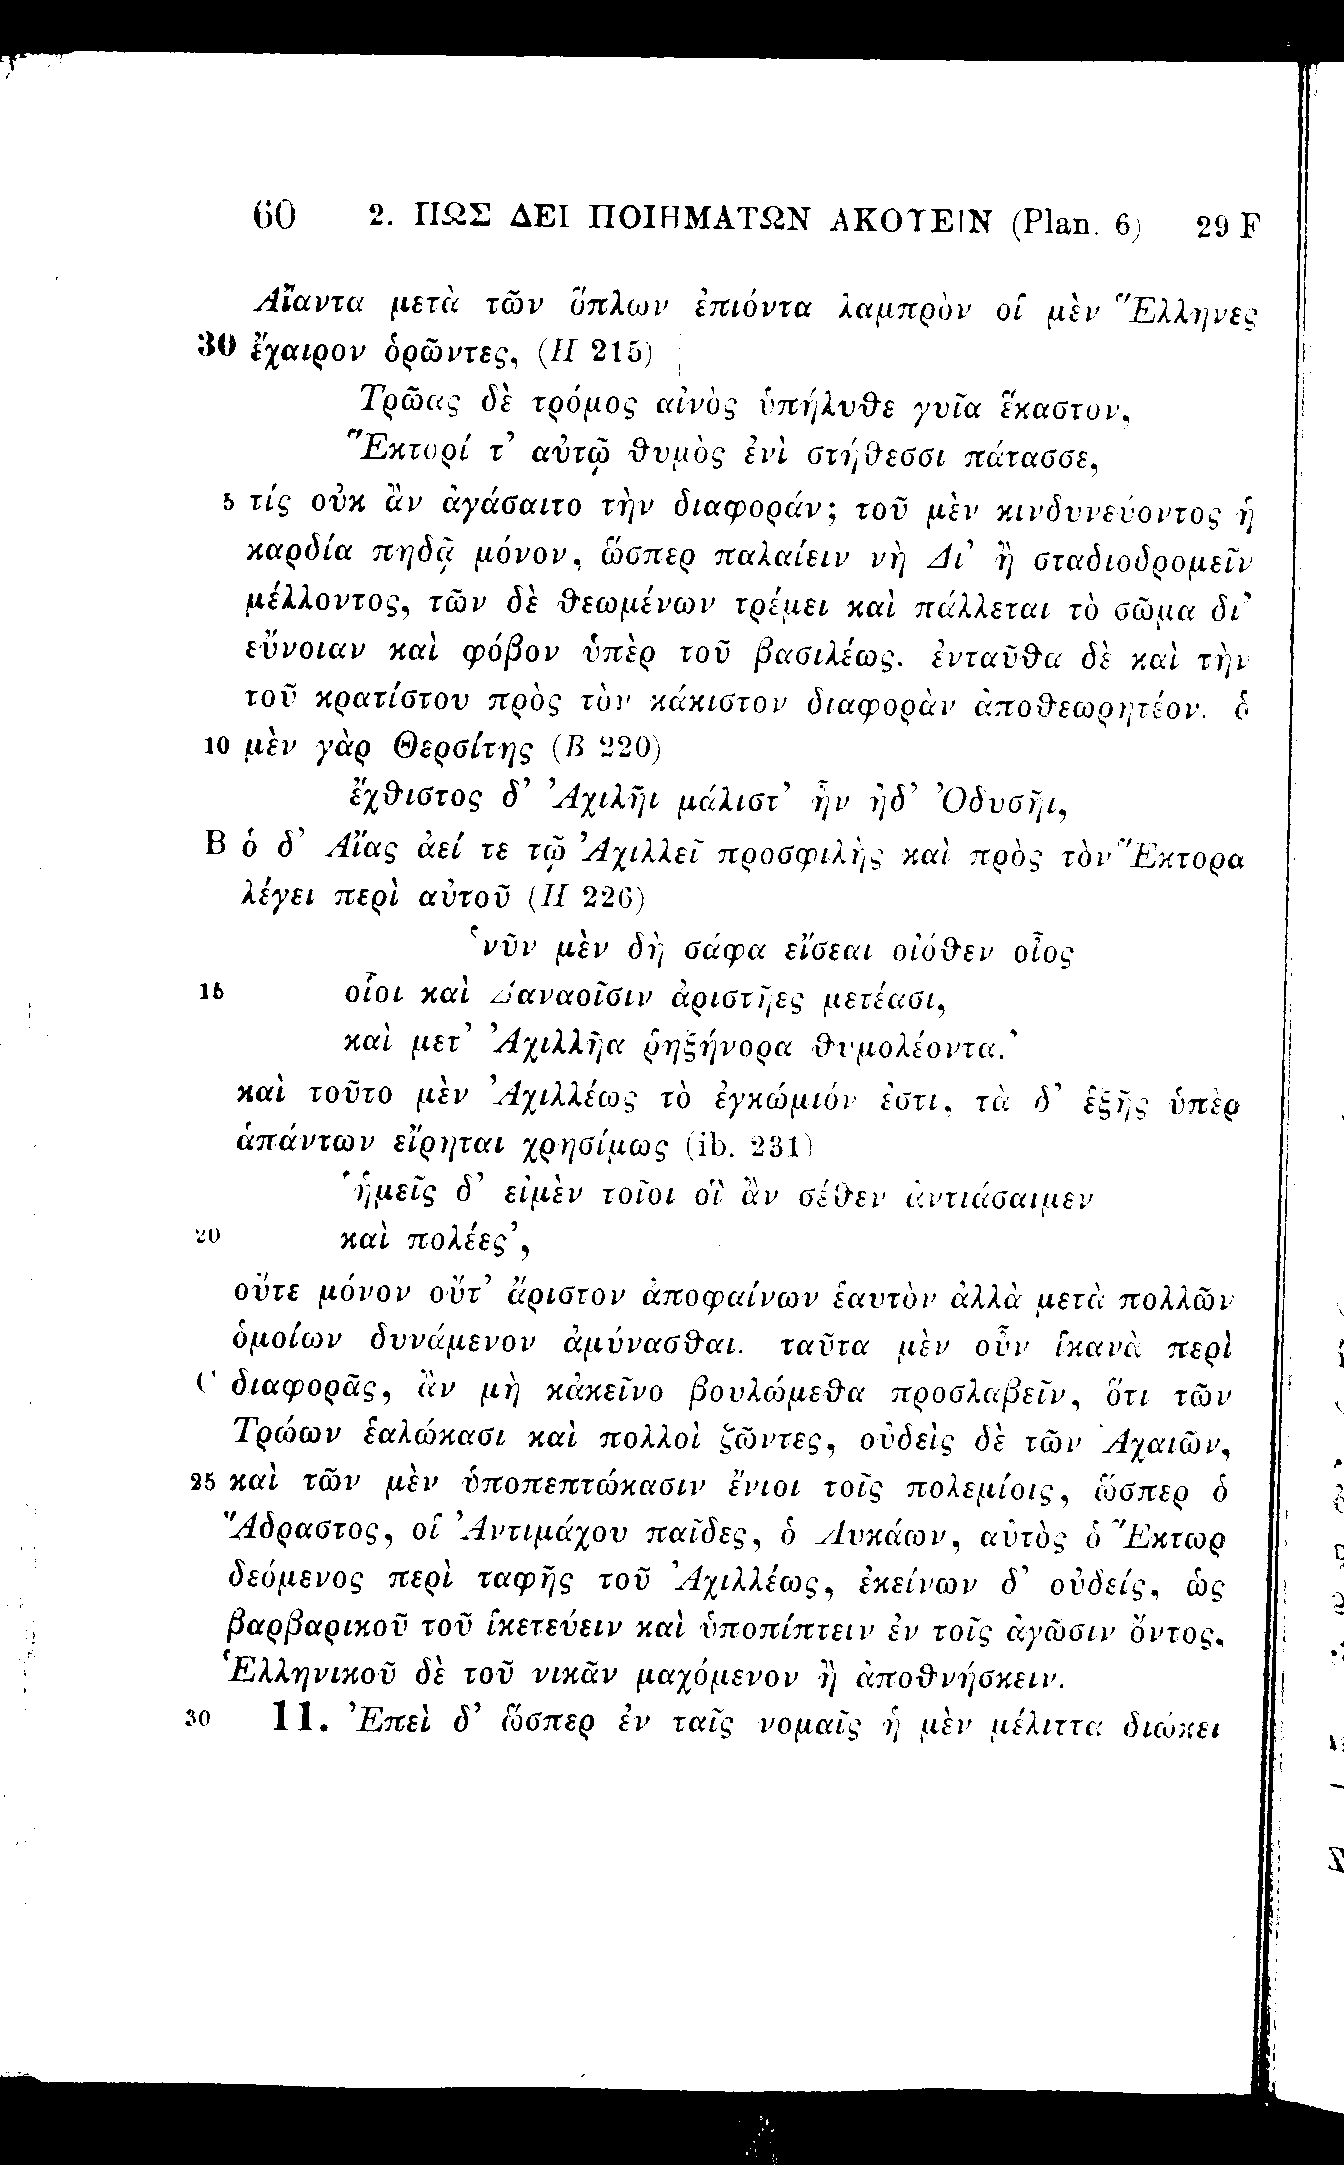 60 2. ΠΩΣ ΔΕΙ ΠΟΙΗΜΑΤΩΝ ΑΚΟΥΕΙΝ (Plan. 6) 29 F
Αἴαντα μετὰ τῶν ὅπλων ἐπιόντα λαμπρὸν οἱ μὲν Ἕλληνες
30 ἔχαιρον ὁρῶντες, (Η 215)
Τρῶας δὲ τρόμος αἰνὸς ὑπήλυθε γυῖα ἕκαστον,
Ἕκτορί τ᾽ αὐτῷ θυμὸς ἐνὶ στήθεσσι πάτασσε,
5 τίς οὐκ ἂν ἀγάσαιτο τὴν διαφοράν; τοῦ μὲν κινδυνεύοντος ἡ
καρδία πηδᾷ μόνον, ὥσπερ παλαίειν νὴ Δί᾽ ἢ σταδιοδρομεῖν
μέλλοντος, τῶν δὲ θεωμένων τρέμει καὶ πάλλεται τὸ σῶμα δι᾽
εὔνοιαν καὶ φόβον ὑπὲρ τοῦ βασιλέως. ἐνταῦθα δὲ καὶ τὴν
τοῦ κρατίστου πρὸς τὸν κάκιστον διαφορὰν ἀποθεωρητέον. ὁ
10 μὲν γὰρ Θερσίτης (Β 220)
ἔχθιστος δ᾽ Ἀχιλῆι μάλιστ᾽ ἦν ἠδ᾽ Ὀδυσῆι,
B ὁ δ᾽ Αἴας ἀεί τε τῷ Ἀχιλλεῖ προσφιλὴς καὶ πρὸς τὸν Ἕκτορα
λέγει περὶ αὐτοῦ (Η 226)
‘νῦν μὲν δὴ σάφα εἴσεαι οἰόθεν οἶος
15 οἷοι καὶ Δαναοῖσιν ἀριστῆες μετέασι,
καὶ μετ᾽ Ἀχιλλῆα ῥηξήνορα θυμολέοντα.’
καὶ τοῦτο μὲν Ἀχιλλέως τὸ ἐγκώμιόν ἐστι, τὰ δ᾽ ἑξῆς ὑπὲρ
ἁπάντων εἴρηται χρησίμως (ib. 231)
‘ἡμεῖς δ᾽ εἰμὲν τοῖοι οἳ ἂν σέθεν ἀντιάσαιμεν
20 καὶ πολέες’,
οὔτε μόνον οὔτ᾽ ἄριστον ἀποφαίνων ἑαυτὸν ἀλλὰ μετὰ πολλῶν
ὁμοίων δυνάμενον ἀμύνασθαι. ταῦτα μὲν οὖν ἱκανὰ περὶ
C διαφορᾶς, ἂν μὴ κἀκεῖνο βουλώμεθα προσλαβεῖν, ὅτι τῶν
Τρώων ἑαλώκασι καὶ πολλοὶ ζῶντες, οὐδεὶς δὲ τῶν Ἀχαιῶν,
25 καὶ τῶν μὲν ὑποπεπτώκασιν ἔνιοι τοῖς πολεμίοις, ὥσπερ ὁ
Ἄδραστος, οἱ Ἀντιμάχου παῖδες, ὁ Λυκάων, αὐτὸς ὁ Ἕκτωρ
δεόμενος περὶ ταφῆς τοῦ Ἀχιλλέως, ἐκείνων δ᾽ οὐδείς, ὡς
βαρβαρικοῦ τοῦ ἱκετεύειν καὶ ὑποπίπτειν ἐν τοῖς ἀγῶσιν ὄντος,
Ἑλληνικοῦ δὲ τοῦ νικᾶν μαχόμενον ἢ ἀποθνήσκειν.
30 11. Ἐπεὶ δ᾽ ὥσπερ ἐν ταῖς νομαῖς ἡ μὲν μέλιττα διώκει